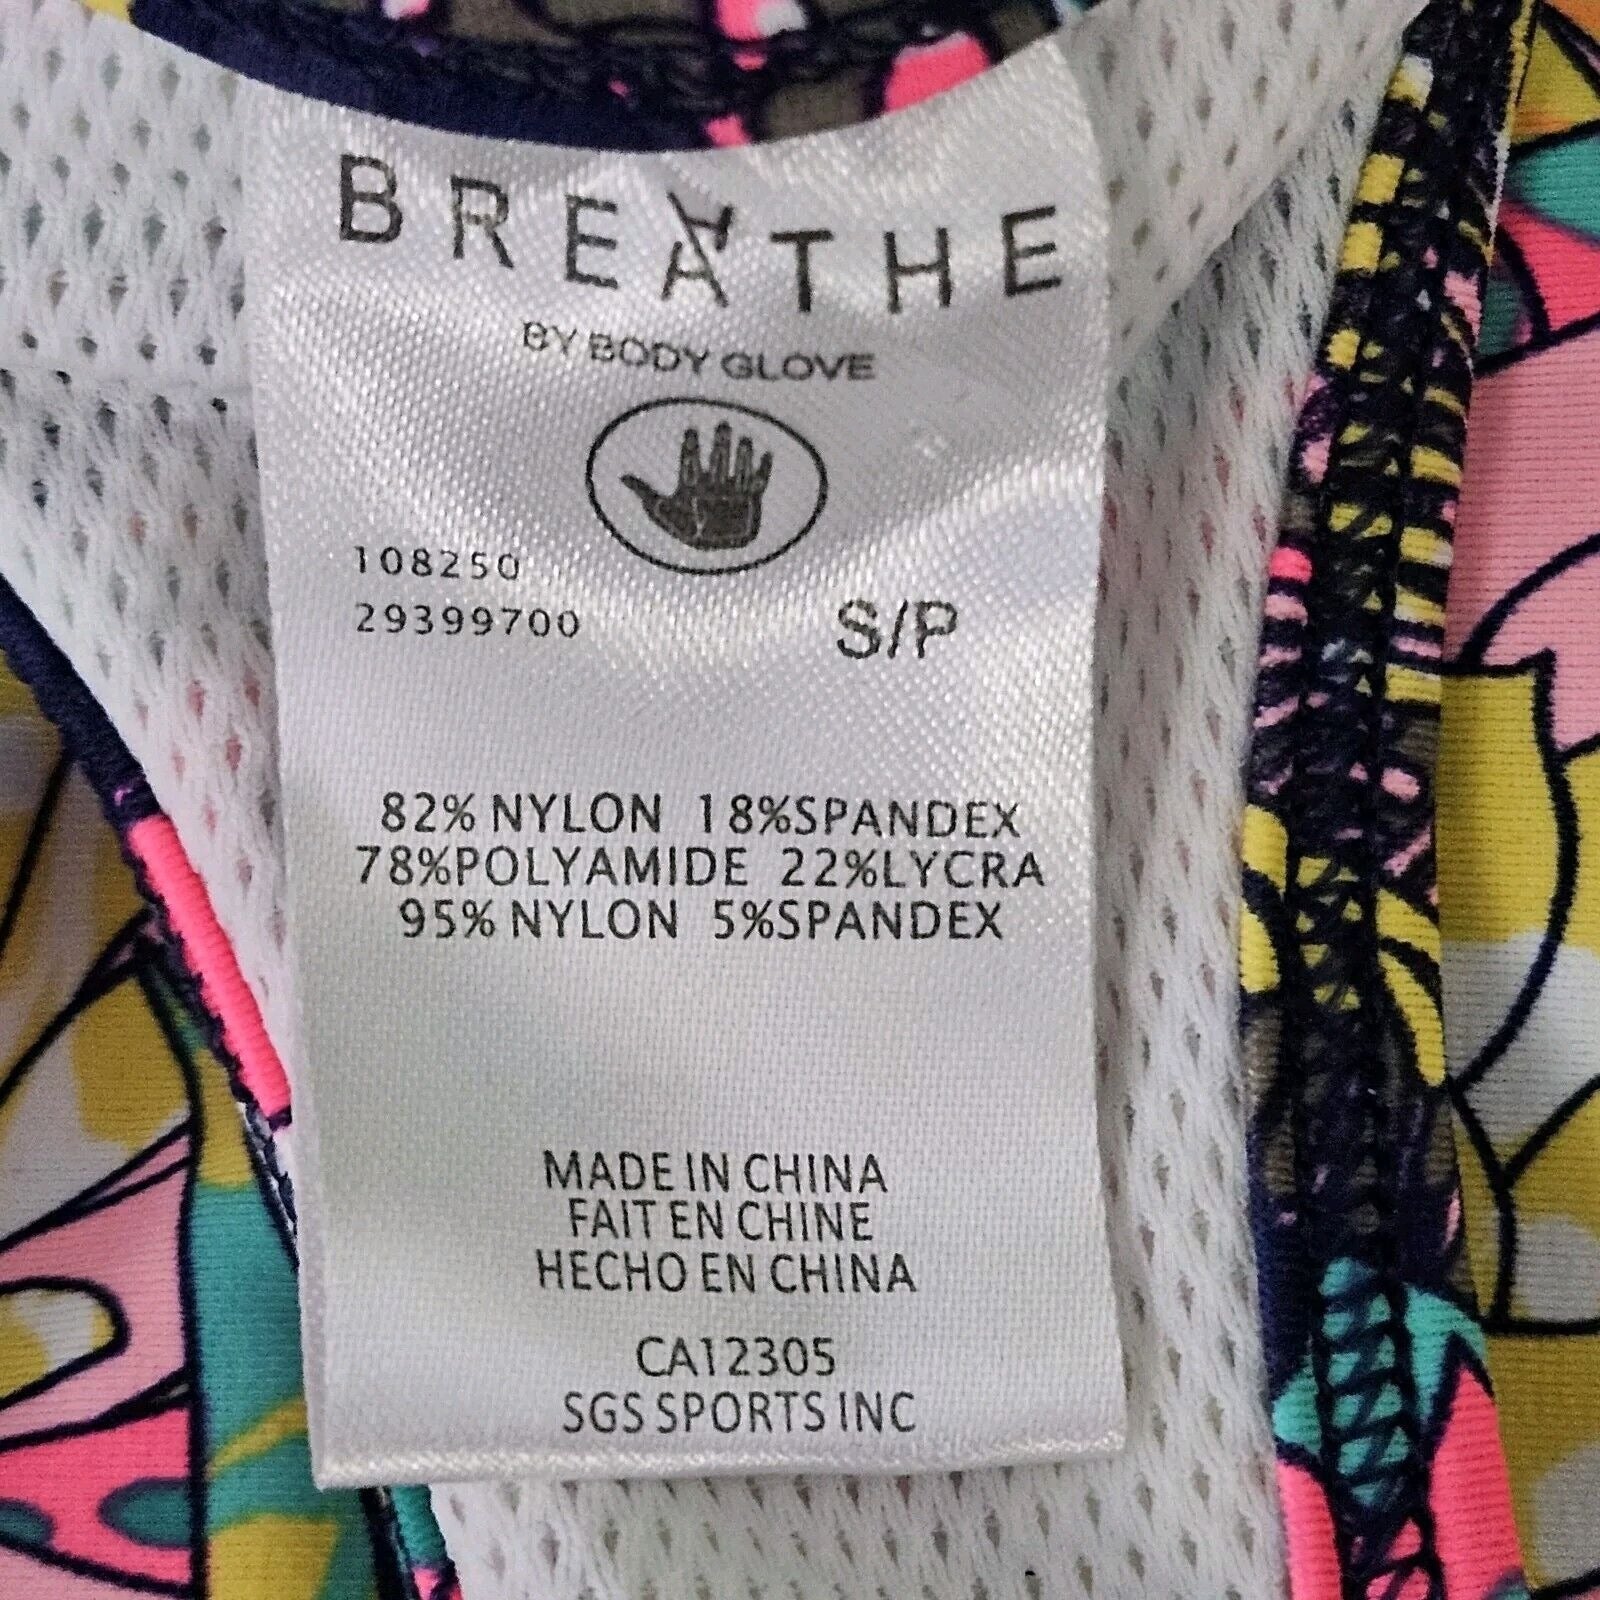 BREATHE
BY BODY GLOVE
108250
29399700
S/P
82% NYLON 18%SPANDEX
78%POLYAMIDE 22%LYCRA
95% NYLON 5%SPANDEX
MADE IN CHINA
FAIT EN CHINE
HECHO EN CHINA
CA12305
SGS SPORTS INC